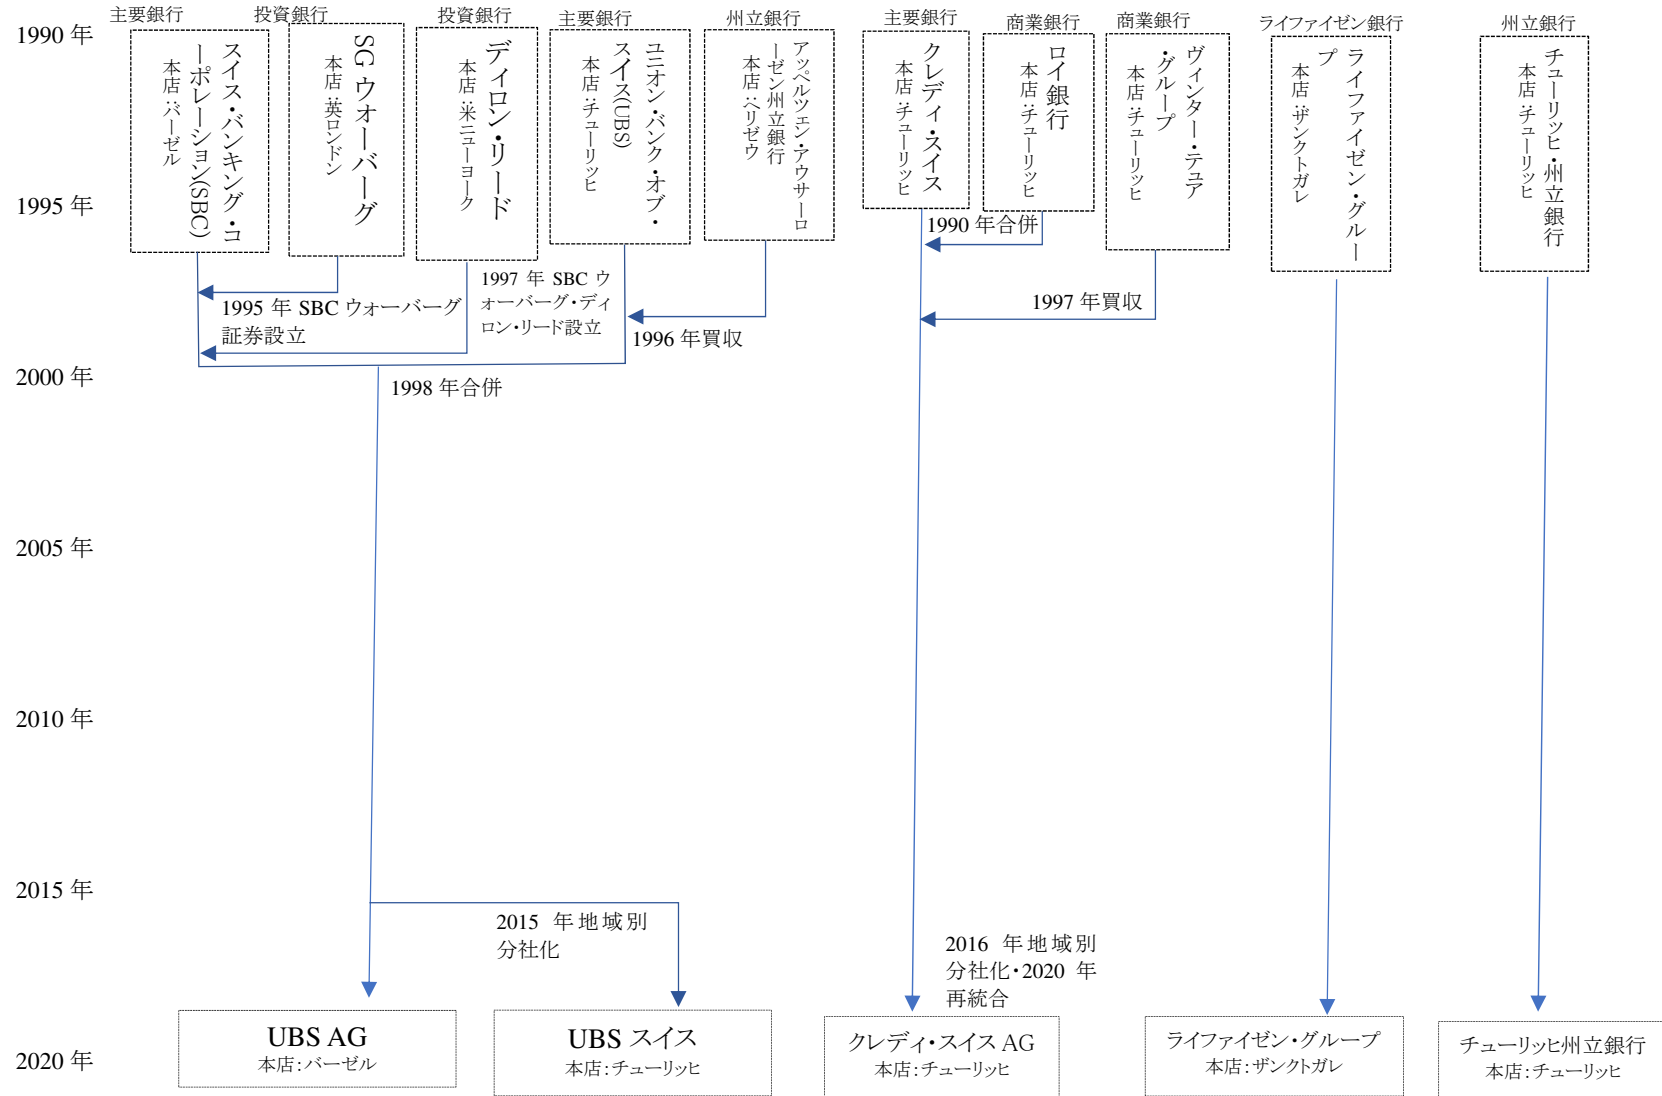 主要銀行
投資銀行
投資銀行
主要銀行
州立銀行
主要銀行
商業銀行
商業銀行
ライファイゼン銀行
州立銀行
1990 年
スイス・バンキング・コ
ーポレーション(SBC)
本店：バーゼル
SG ウオーバーグ
本店：英ロンドン
ディロン・リード
本店：米ニューヨーク
ユニオン・バンク・オブ・
スイス(UBS)
本店：チューリッヒ
アッペルツェン・アウサーロ
ーゼン州立銀行
本店：ヘリゼウ
クレディ・スイス
本店：チューリッヒ
ロイ銀行
本店：チューリッヒ
ヴィンター・テュア
・グループ
本店：チューリッヒ
ライファイゼン・グルー
プ
本店：ザンクトガレ
チューリッヒ・州立銀行
本店：チューリッヒ
1995 年
1990 年合併
1995 年 SBC ウォーバーグ
証券設立
1997 年 SBC ウ
ォーバーグ・ディ
ロン・リード設立
1996 年買収
1997 年買収
2000 年
1998 年合併
2005 年
2010 年
2015 年
2015 年地域別
分社化
2016 年地域別
分社化・2020 年
再統合
2020 年
UBS AG
本店：バーゼル
UBS スイス
本店：チューリッヒ
クレディ・スイス AG
本店：チューリッヒ
ライファイゼン・グループ
本店：ザンクトガレ
チューリッヒ州立銀行
本店：チューリッヒ